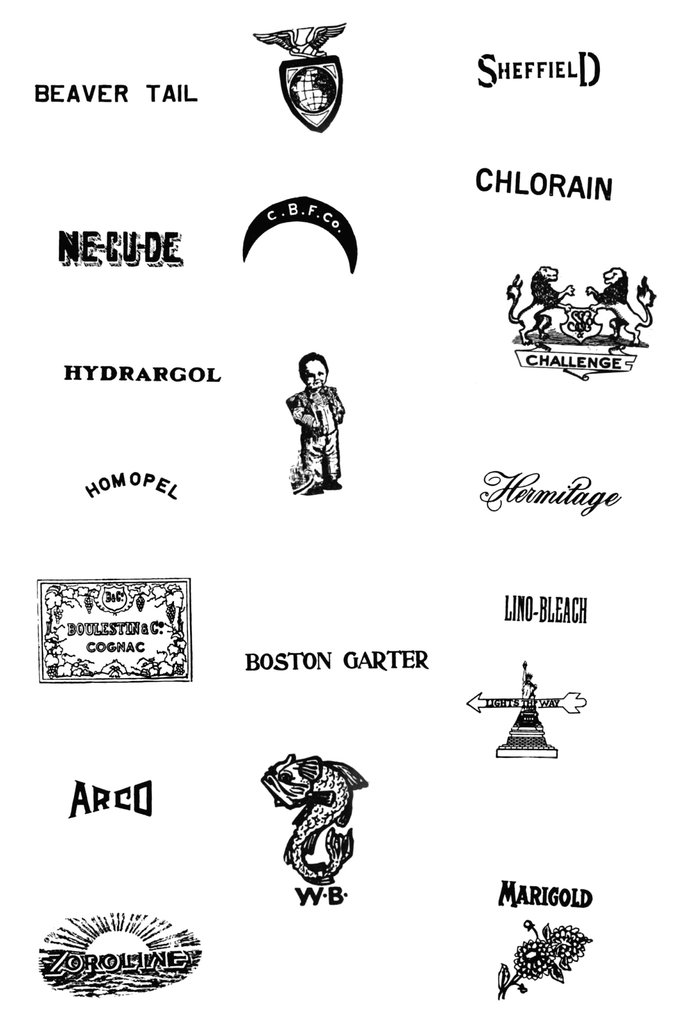 BEAVER TAIL
SHEFFIELD
CHLORAIN
C.B.F.CO.
NE-CU-DE
CHALLENGE
HYDRARGOL
HOMOPEL
Hermitage
B&Cº
BOULESTIN & Cº
COGNAC
LINO-BLEACH
BOSTON GARTER
LIGHTS THE WAY
ARCO
W.B.
MARIGOLD
ZOROLINE